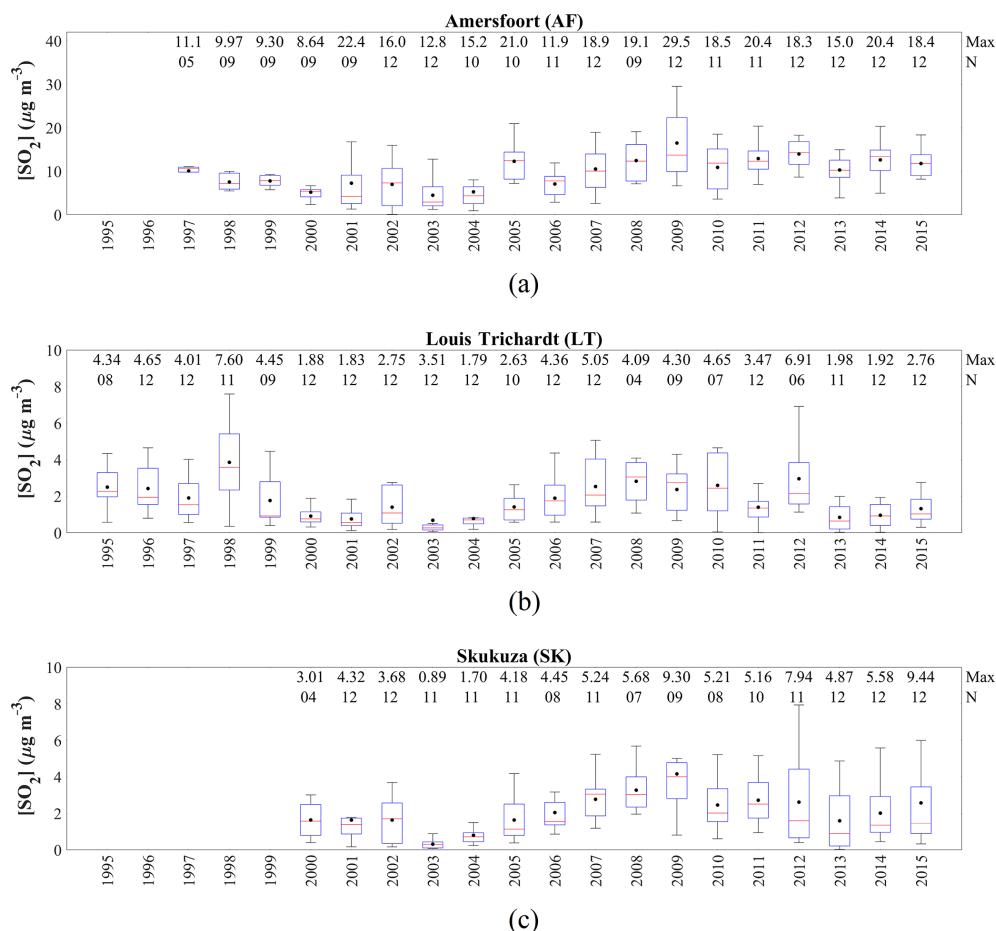 Amersfoort (AF)
40 11.1 9.97 9.30 8.64 22.4 16.0 12.8 15.2 21.0 11.9 18.9 19.1 29.5 18.5 20.4 18.3 15.0 20.4 18.4 Max
05 09 09 09 09 12 12 10 10 11 12 09 12 11 11 12 12 12 12 N
30
20
10
0
[SO2] (μg m−3)
1995 1996 1997 1998 1999 2000 2001 2002 2003 2004 2005 2006 2007 2008 2009 2010 2011 2012 2013 2014 2015
(a)
Louis Trichardt (LT)
10 4.34 4.65 4.01 7.60 4.45 1.88 1.83 2.75 3.51 1.79 2.63 4.36 5.05 4.09 4.30 4.65 3.47 6.91 1.98 1.92 2.76 Max
8 08 12 12 11 09 12 12 12 12 12 10 12 12 04 09 07 12 06 11 12 12 N
6
4
2
0
[SO2] (μg m−3)
1995 1996 1997 1998 1999 2000 2001 2002 2003 2004 2005 2006 2007 2008 2009 2010 2011 2012 2013 2014 2015
(b)
Skukuza (SK)
10 3.01 4.32 3.68 0.89 1.70 4.18 4.45 5.24 5.68 9.30 5.21 5.16 7.94 4.87 5.58 9.44 Max
8 04 12 12 11 11 11 08 11 07 09 08 10 11 12 12 12 N
6
4
2
0
[SO2] (μg m−3)
1995 1996 1997 1998 1999 2000 2001 2002 2003 2004 2005 2006 2007 2008 2009 2010 2011 2012 2013 2014 2015
(c)